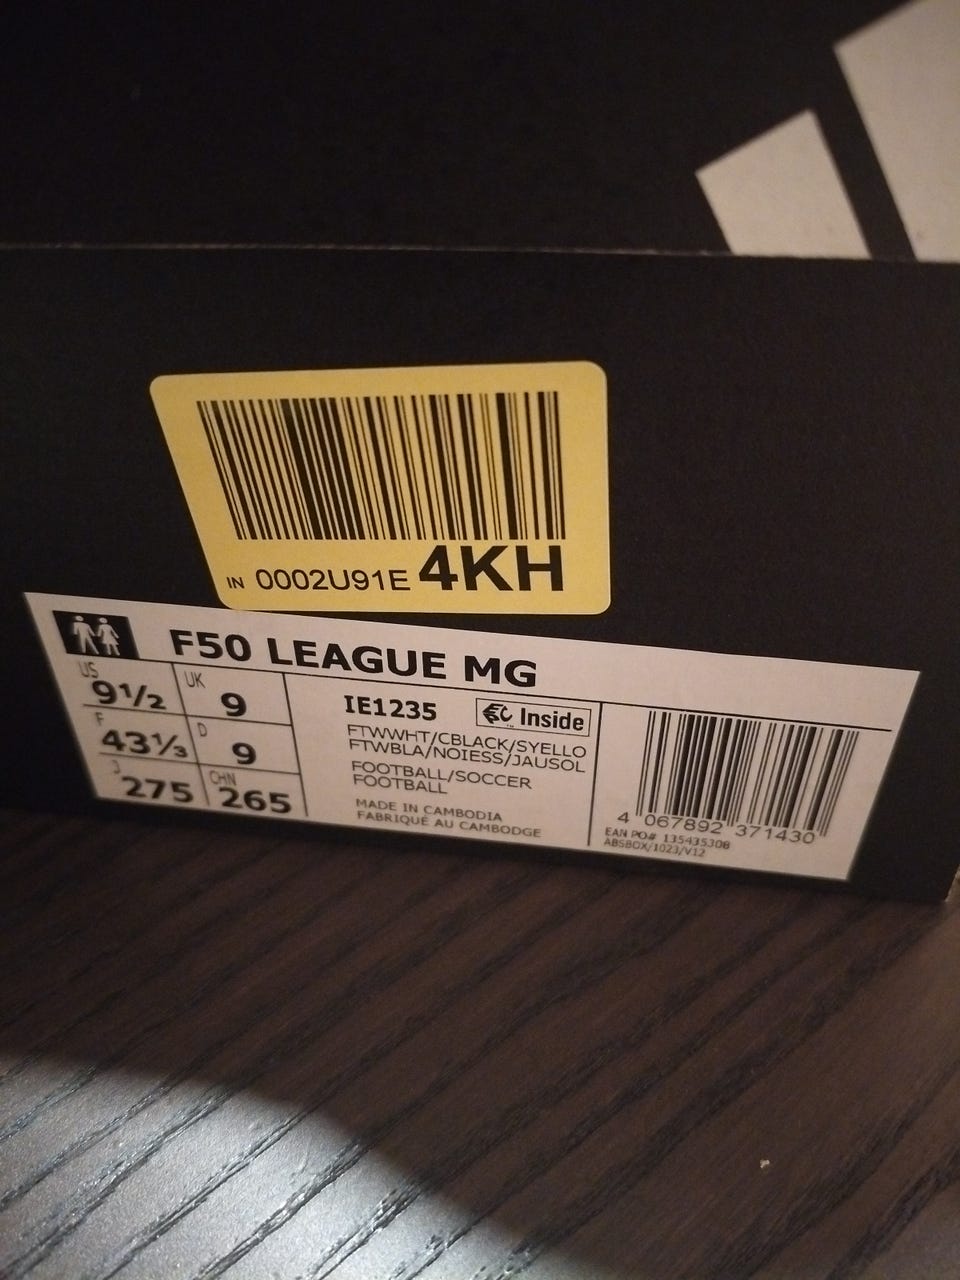 IN 0002U91E 4KH
F50 LEAGUE MG
US 9½ UK 9
F 43⅓ D 9
J 275 CHN 265
IE1235 Inside
FTWWHT/CBLACK/SYELLO
FTWBLA/NOIESS/JAUSOL
FOOTBALL/SOCCER
FOOTBALL
MADE IN CAMBODIA
FABRIQUÉ AU CAMBODGE
4 067892 371430
EAN PO# 135435308
ABSBOX/1023/V12